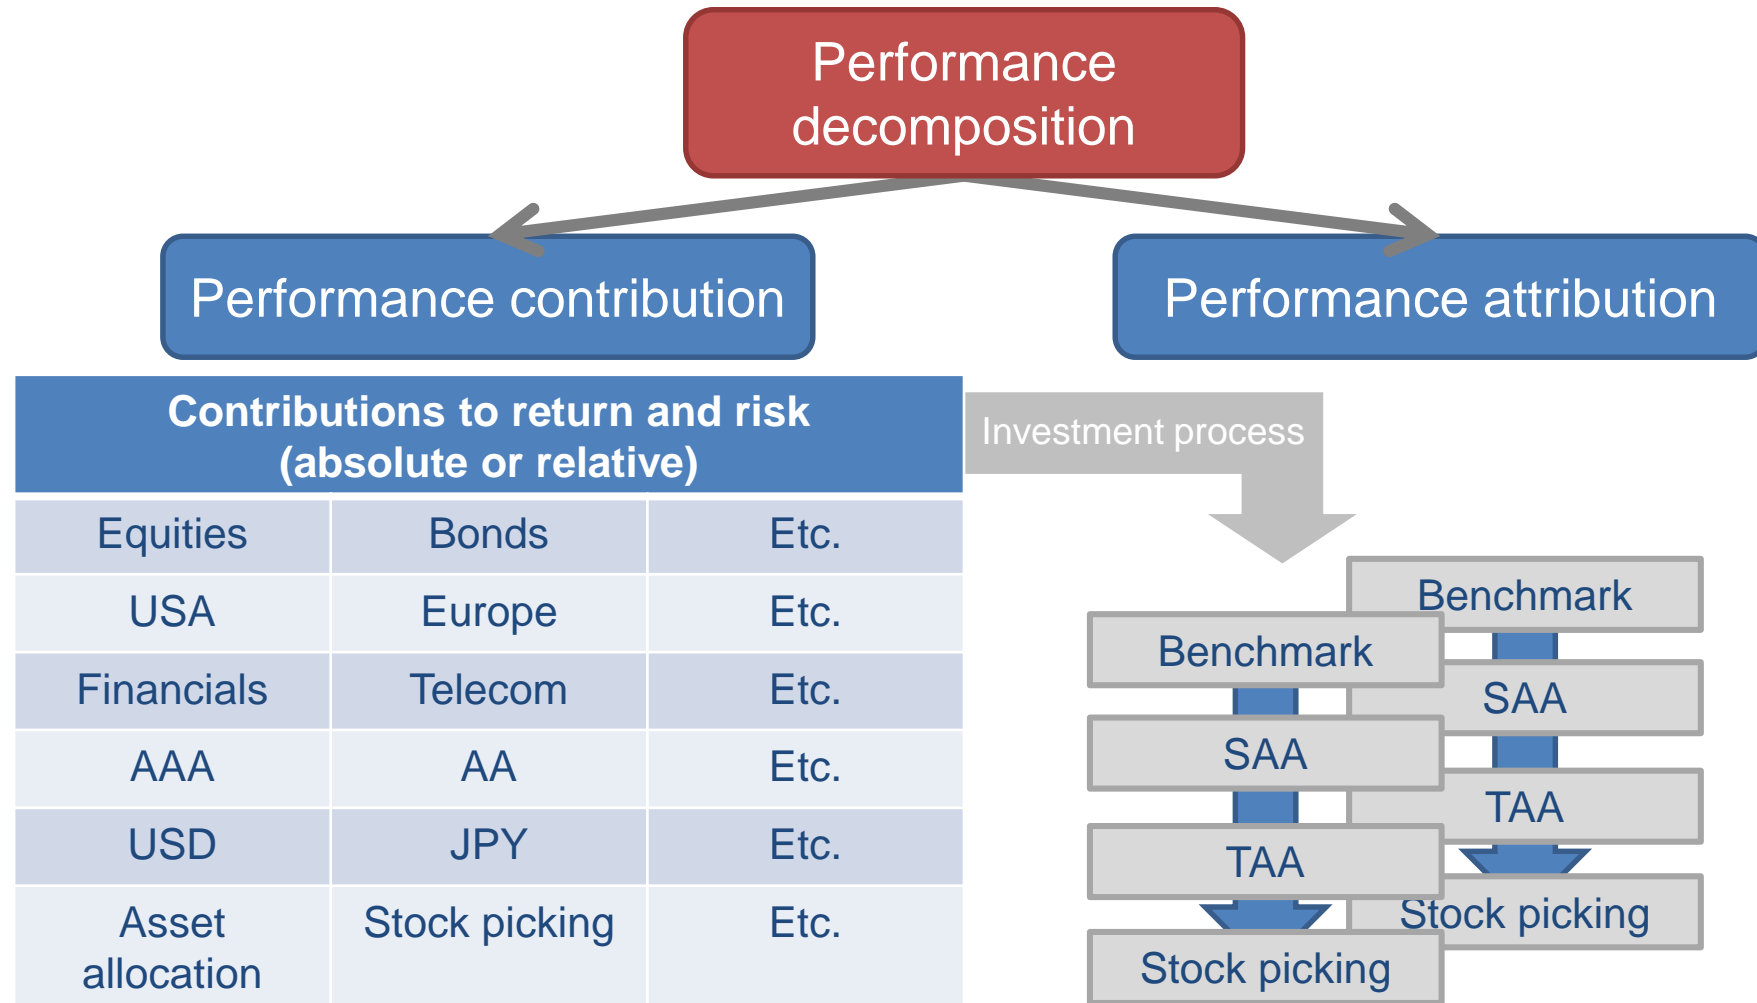 Performance
decomposition
Performance contribution
Performance attribution
Contributions to return and risk
(absolute or relative)
Investment process
Equities Bonds Etc.
USA Europe Etc.
Financials Telecom Etc.
AAA AA Etc.
USD JPY Etc.
Asset
allocation
Stock picking
Etc.
Benchmark
SAA
TAA
Stock picking
Benchmark
SAA
TAA
Stock picking